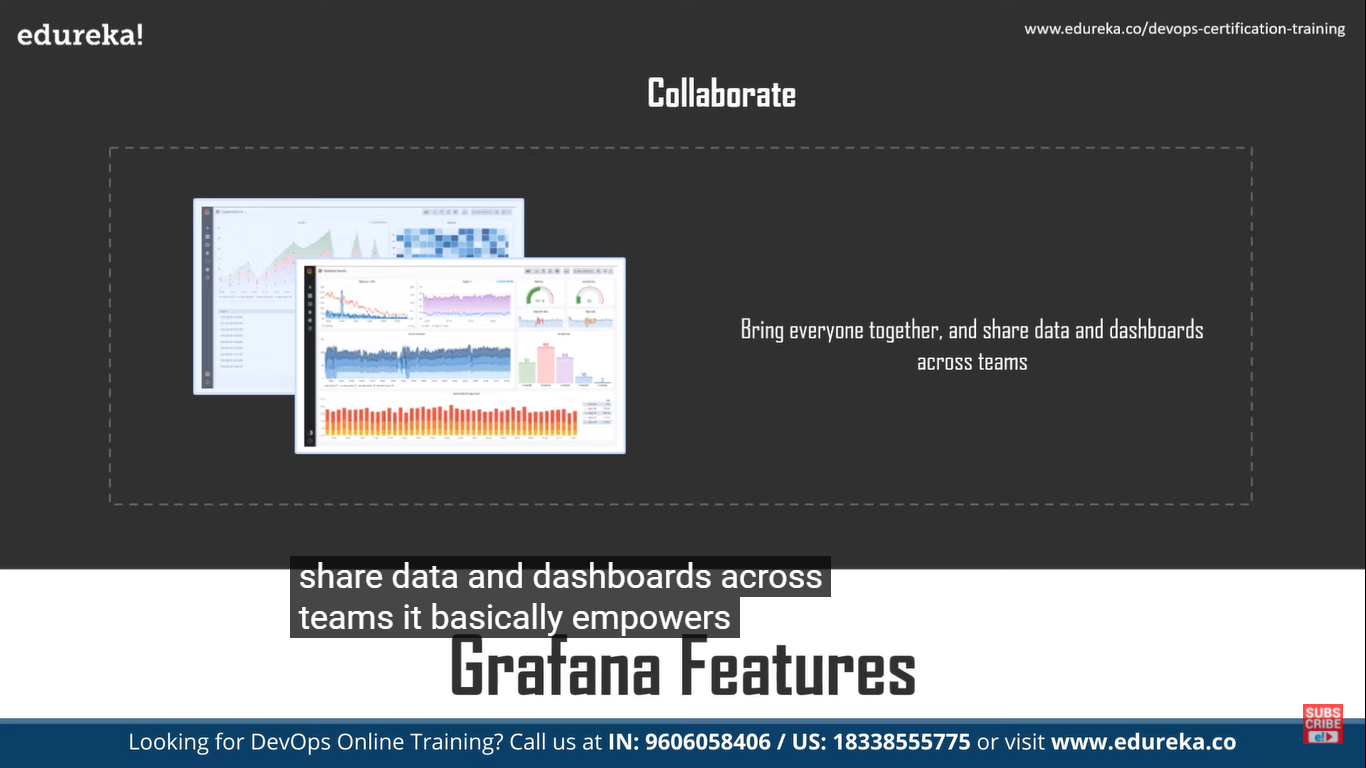 edureka!
www.edureka.co/devops-certification-training
Collaborate
Bring everyone together, and share data and dashboards
across teams
share data and dashboards across
teams it basically empowers
Grafana Features
SUBS
CRIBE
e!
Looking for DevOps Online Training? Call us at IN: 9606058406 / US: 18338555775 or visit www.edureka.co